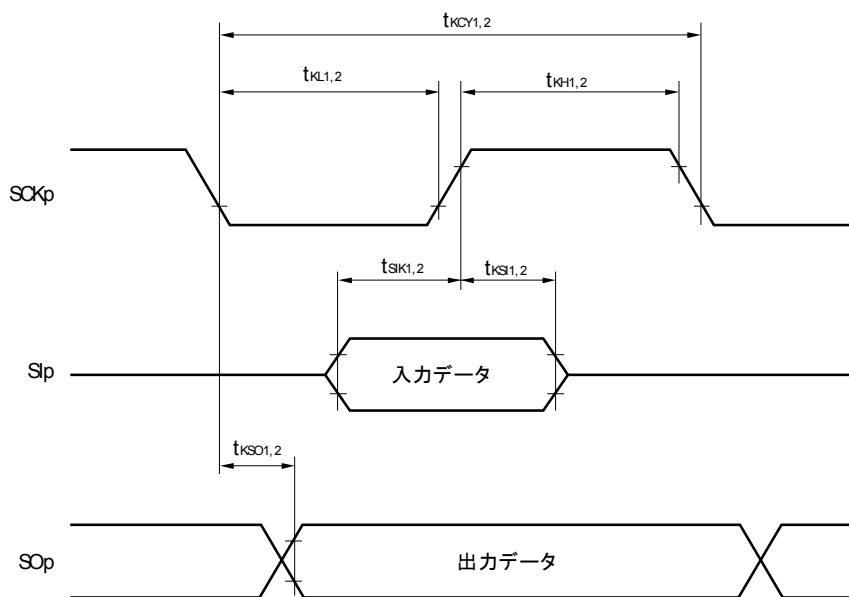 tKCY1,2
tKL1,2
tKH1,2
SCKp
tSIK1,2
tKSI1,2
SIp
入力データ
tKSO1,2
SOp
出力データ